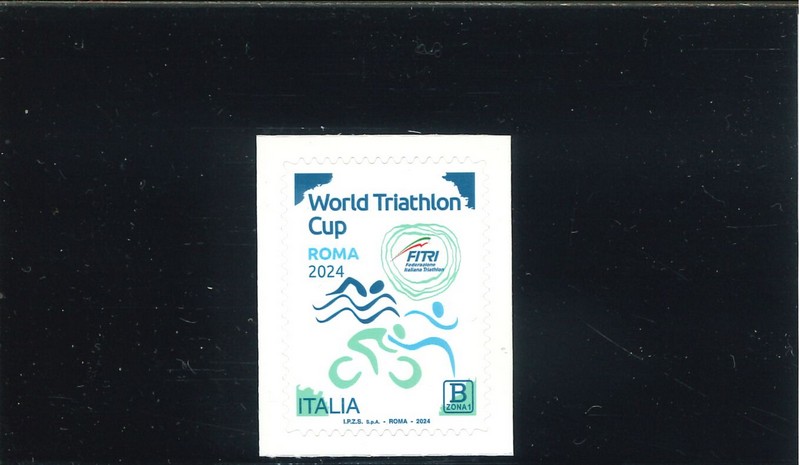 World Triathlon
Cup
ROMA
2024
FITRI
Federazione
Italiana Triathlon
ITALIA
B
ZONA 1
I.P.Z.S. S.p.A. - ROMA - 2024